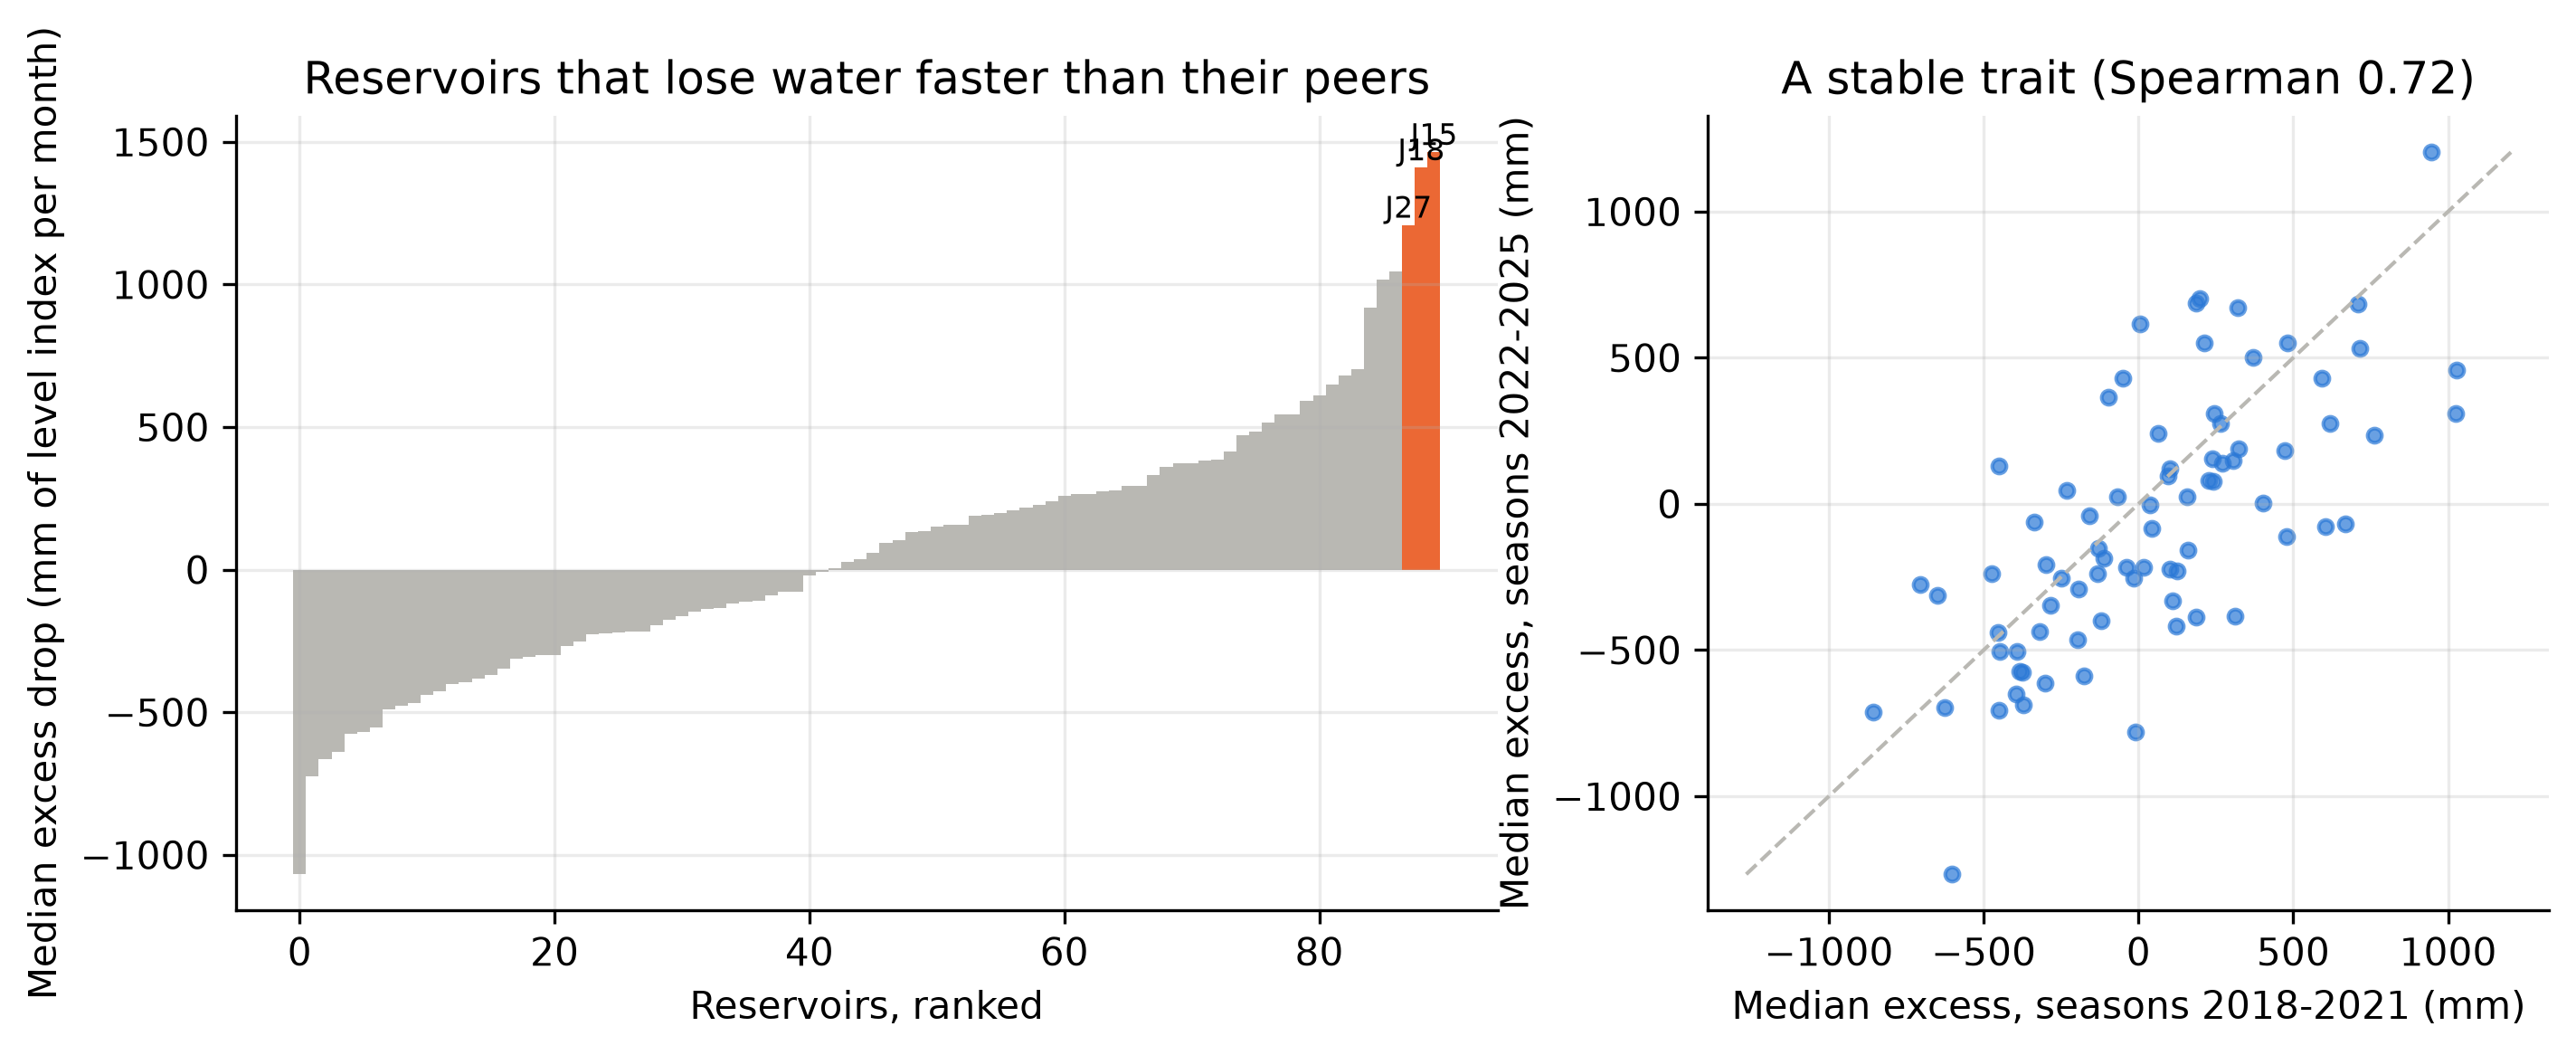 Reservoirs that lose water faster than their peers
Median excess drop (mm of level index per month)
1500
1000
500
0
−500
−1000
J15
J18
J27
0
20
40
60
80
Reservoirs, ranked
A stable trait (Spearman 0.72)
Median excess, seasons 2022-2025 (mm)
1000
500
0
−500
−1000
−1000
−500
0
500
1000
Median excess, seasons 2018-2021 (mm)